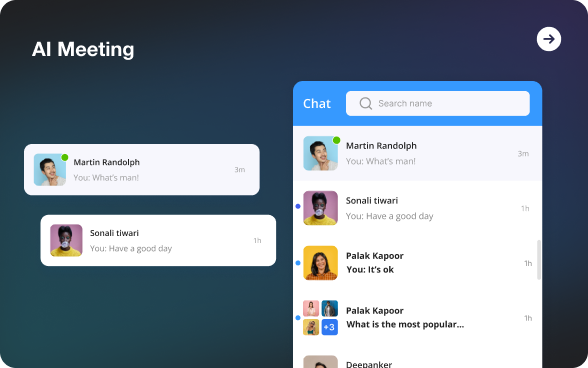 AI Meeting
Martin Randolph
You: What's man!
3m
Sonali tiwari
You: Have a good day
1h
Chat
Search name
Martin Randolph
You: What's man!
3m
Sonali tiwari
You: Have a good day
1h
Palak Kapoor
You: It's ok
1h
Palak Kapoor
What is the most popular...
1h
+3
Deepanker